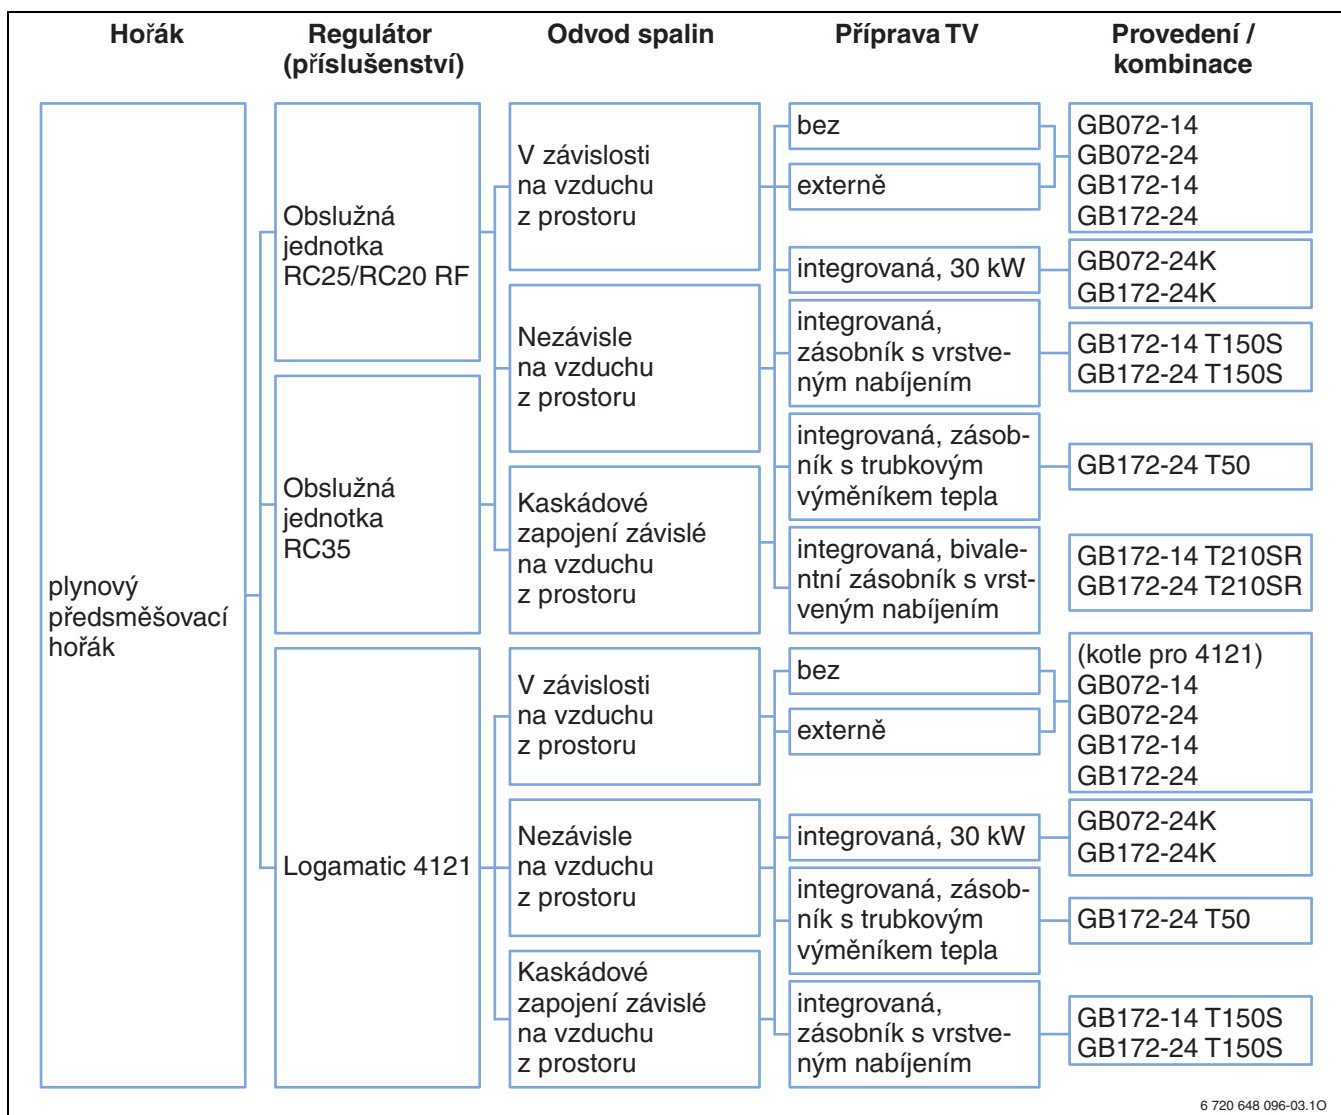 Hořák
Regulátor
(příslušenství)
Odvod spalin
Příprava TV
Provedení /
kombinace
plynový
předsměšovací
hořák
Obslužná
jednotka
RC25/RC20 RF
Obslužná
jednotka
RC35
Logamatic 4121
V závislosti
na vzduchu
z prostoru
Nezávisle
na vzduchu
z prostoru
Kaskádové
zapojení závislé
na vzduchu
z prostoru
V závislosti
na vzduchu
z prostoru
Nezávisle
na vzduchu
z prostoru
Kaskádové
zapojení závislé
na vzduchu
z prostoru
bez
externě
integrovaná, 30 kW
integrovaná,
zásobník s vrstve-
ným nabíjením
integrovaná, zásob-
ník s trubkovým
výměníkem tepla
integrovaná, bivale-
ntní zásobník s vrst-
veným nabíjením
bez
externě
integrovaná, 30 kW
integrovaná, zásob-
ník s trubkovým
výměníkem tepla
integrovaná,
zásobník s vrstve-
ným nabíjením
GB072-14
GB072-24
GB172-14
GB172-24
GB072-24K
GB172-24K
GB172-14 T150S
GB172-24 T150S
GB172-24 T50
GB172-14 T210SR
GB172-24 T210SR
(kotle pro 4121)
GB072-14
GB072-24
GB172-14
GB172-24
GB072-24K
GB172-24K
GB172-24 T50
GB172-14 T150S
GB172-24 T150S
6 720 648 096-03.1O